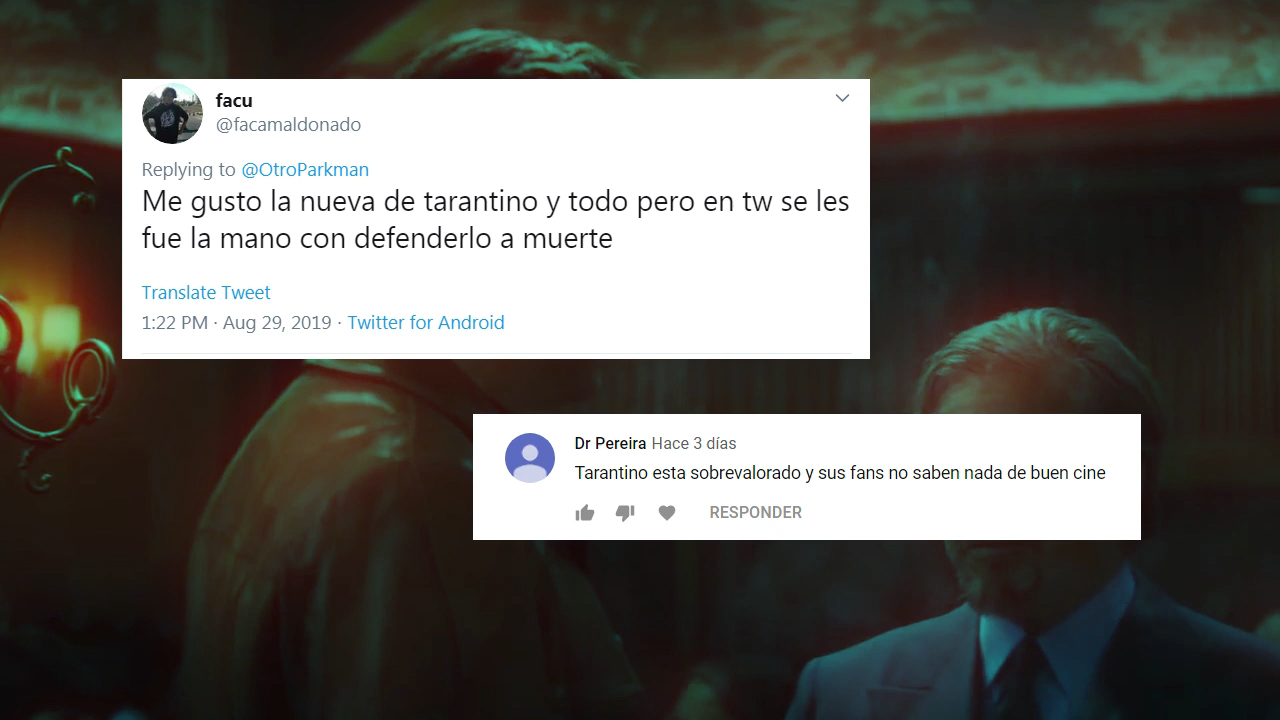 facu
@facamaldonado
Replying to @OtroParkman
Me gusto la nueva de tarantino y todo pero en tw se les
fue la mano con defenderlo a muerte
Translate Tweet
1:22 PM · Aug 29, 2019 · Twitter for Android
Dr Pereira Hace 3 días
Tarantino esta sobrevalorado y sus fans no saben nada de buen cine
RESPONDER